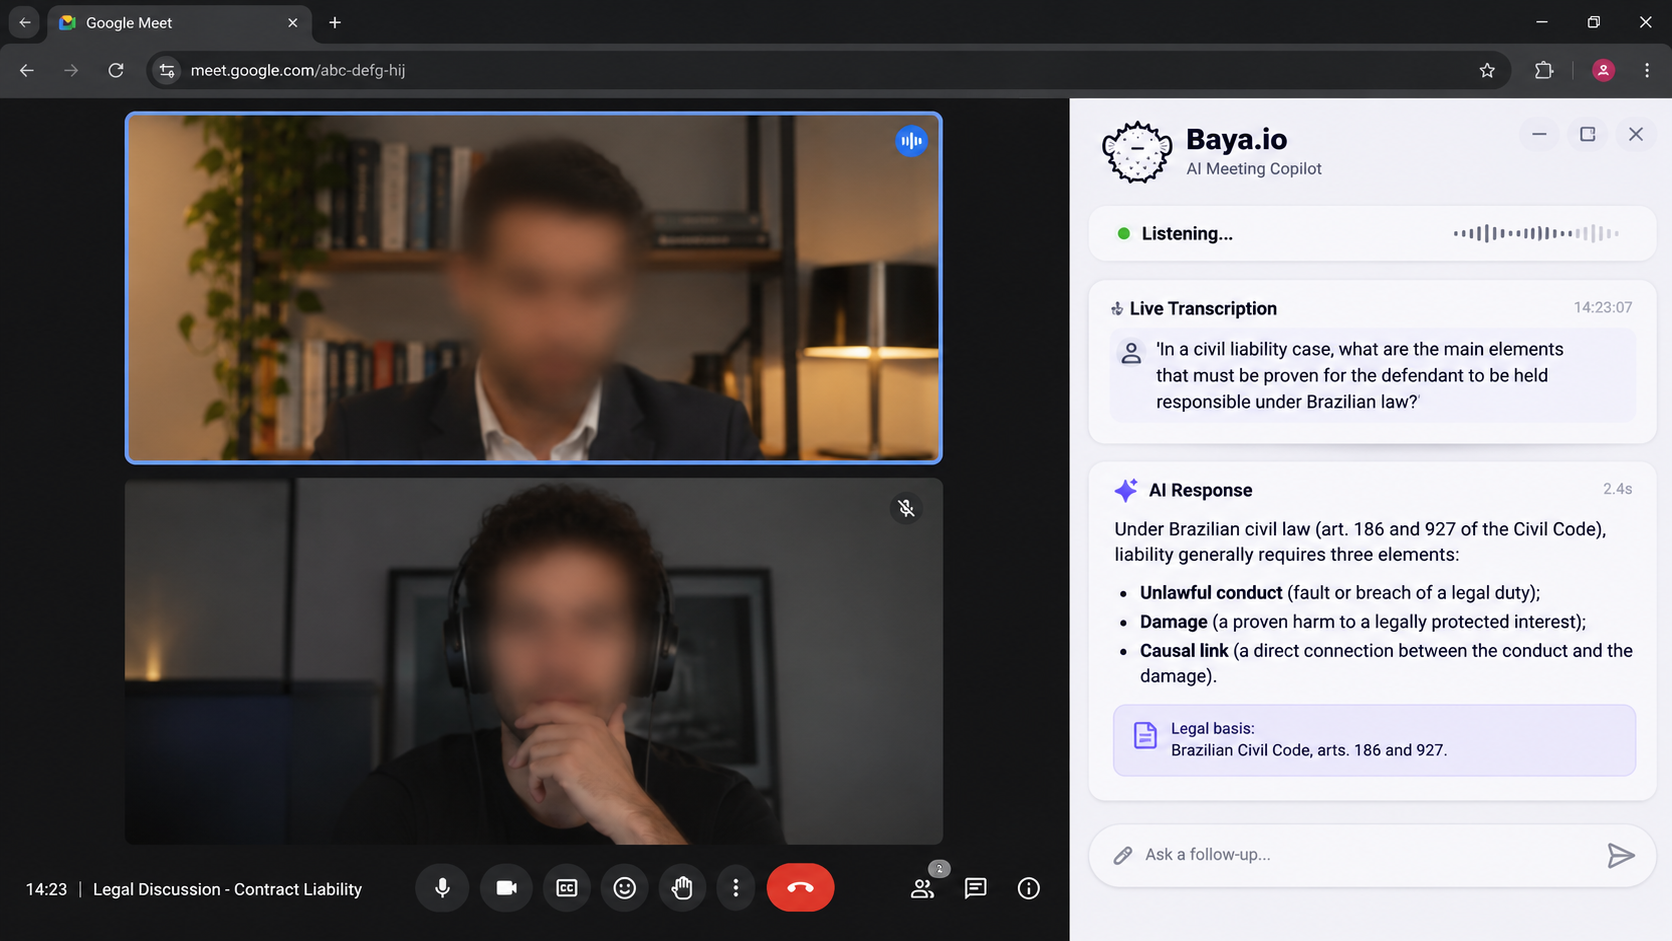 Google Meet
meet.google.com/abc-defg-hij
Baya.io
AI Meeting Copilot
Listening...
Live Transcription
14:23:07
'In a civil liability case, what are the main elements
that must be proven for the defendant to be held
responsible under Brazilian law?'
AI Response
2.4s
Under Brazilian civil law (art. 186 and 927 of the Civil Code),
liability generally requires three elements:
• Unlawful conduct (fault or breach of a legal duty);
• Damage (a proven harm to a legally protected interest);
• Causal link (a direct connection between the conduct and the
damage).
Legal basis:
Brazilian Civil Code, arts. 186 and 927.
Ask a follow-up...
14:23 | Legal Discussion - Contract Liability
CC
2